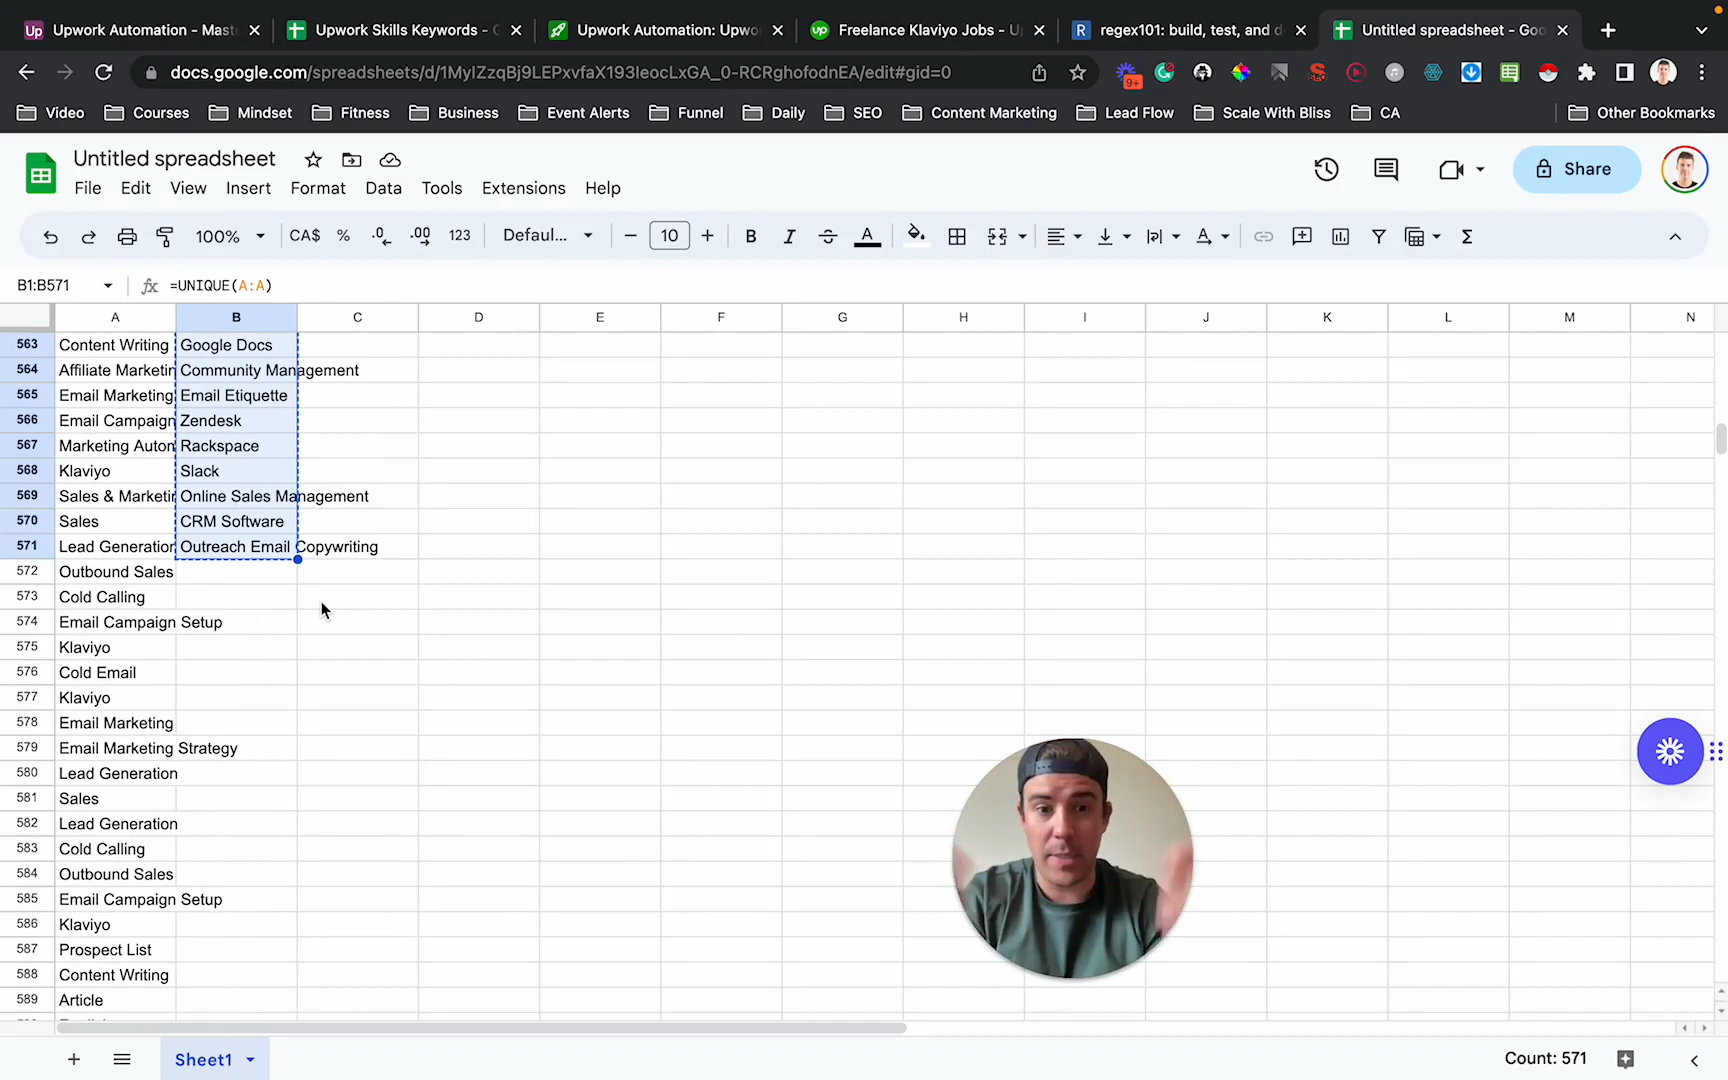 Up Upwork Automation - Mast
Upwork Skills Keywords - G
Upwork Automation: Upwo
up Freelance Klaviyo Jobs - U
R regex101: build, test, and d
Untitled spreadsheet - Goo
docs.google.com/spreadsheets/d/1MylZzqBj9LEPxvfaX193IeocLxGA_0-RCRghofodnEA/edit#gid=0
9+
SEO
Video
Courses
Mindset
Fitness
Business
Event Alerts
Funnel
Daily
SEO
Content Marketing
Lead Flow
Scale With Bliss
CA
Other Bookmarks
Untitled spreadsheet
File Edit View Insert Format Data Tools Extensions Help
Share
100% CA$ % .0 .00 123 Defaul... − 10 + B I S A A Σ
B1:B571 fx =UNIQUE(A:A)
A B C D E F G H I J K L M N
563 Content Writing Google Docs
564 Affiliate Marketin Community Management
565 Email Marketing Email Etiquette
566 Email Campaign Zendesk
567 Marketing Autom Rackspace
568 Klaviyo Slack
569 Sales & Marketin Online Sales Management
570 Sales CRM Software
571 Lead Generation Outreach Email Copywriting
572 Outbound Sales
573 Cold Calling
574 Email Campaign Setup
575 Klaviyo
576 Cold Email
577 Klaviyo
578 Email Marketing
579 Email Marketing Strategy
580 Lead Generation
581 Sales
582 Lead Generation
583 Cold Calling
584 Outbound Sales
585 Email Campaign Setup
586 Klaviyo
587 Prospect List
588 Content Writing
589 Article
Sheet1
Count: 571